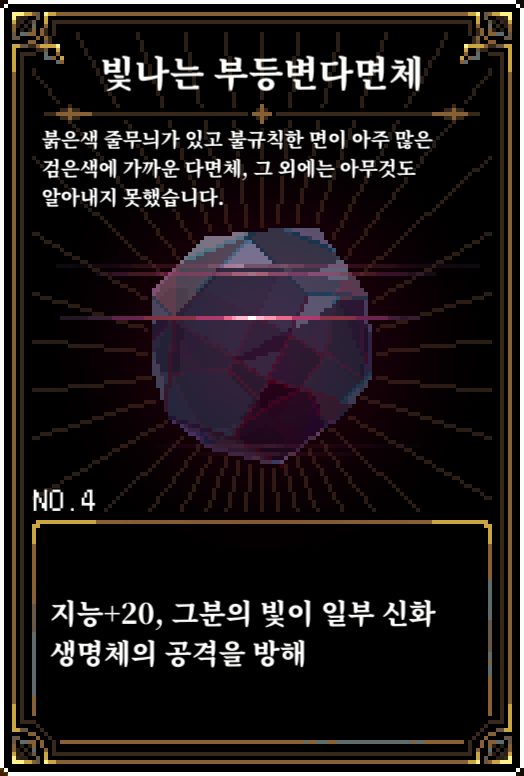 빛나는 부등변다면체
붉은색 줄무늬가 있고 불규칙한 면이 아주 많은
검은색에 가까운 다면체, 그 외에는 아무것도
알아내지 못했습니다.
NO.4
지능+20, 그분의 빛이 일부 신화
생명체의 공격을 방해